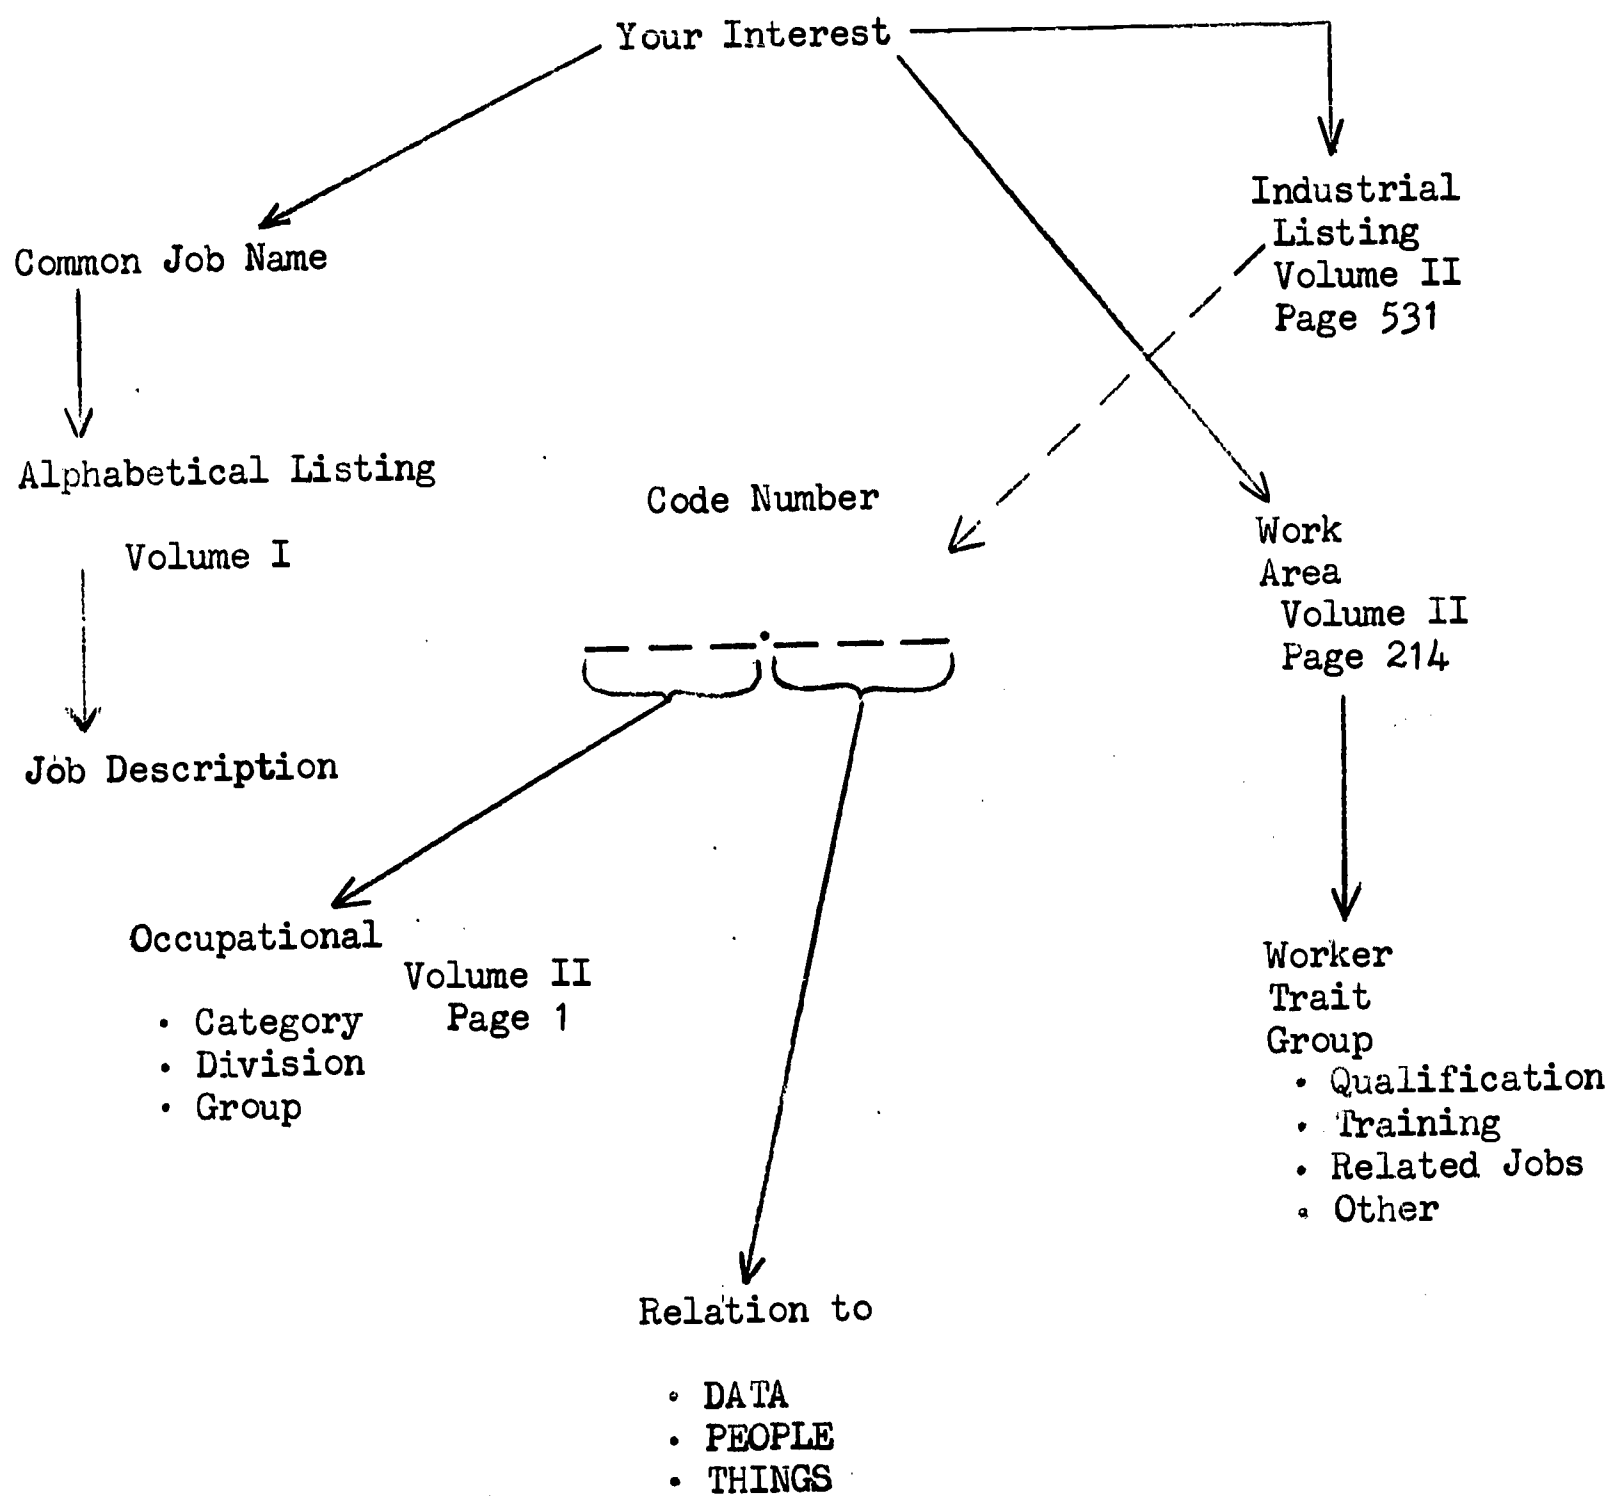 Your Interest
Common Job Name
Alphabetical Listing
Volume I
Job Description
Industrial
Listing
Volume II
Page 531
Code Number
Work
Area
Volume II
Page 214
Occupational
Volume II
Page 1
• Category
• Division
• Group
Worker
Trait
Group
• Qualification
• Training
• Related Jobs
• Other
Relation to
• DATA
• PEOPLE
• THINGS